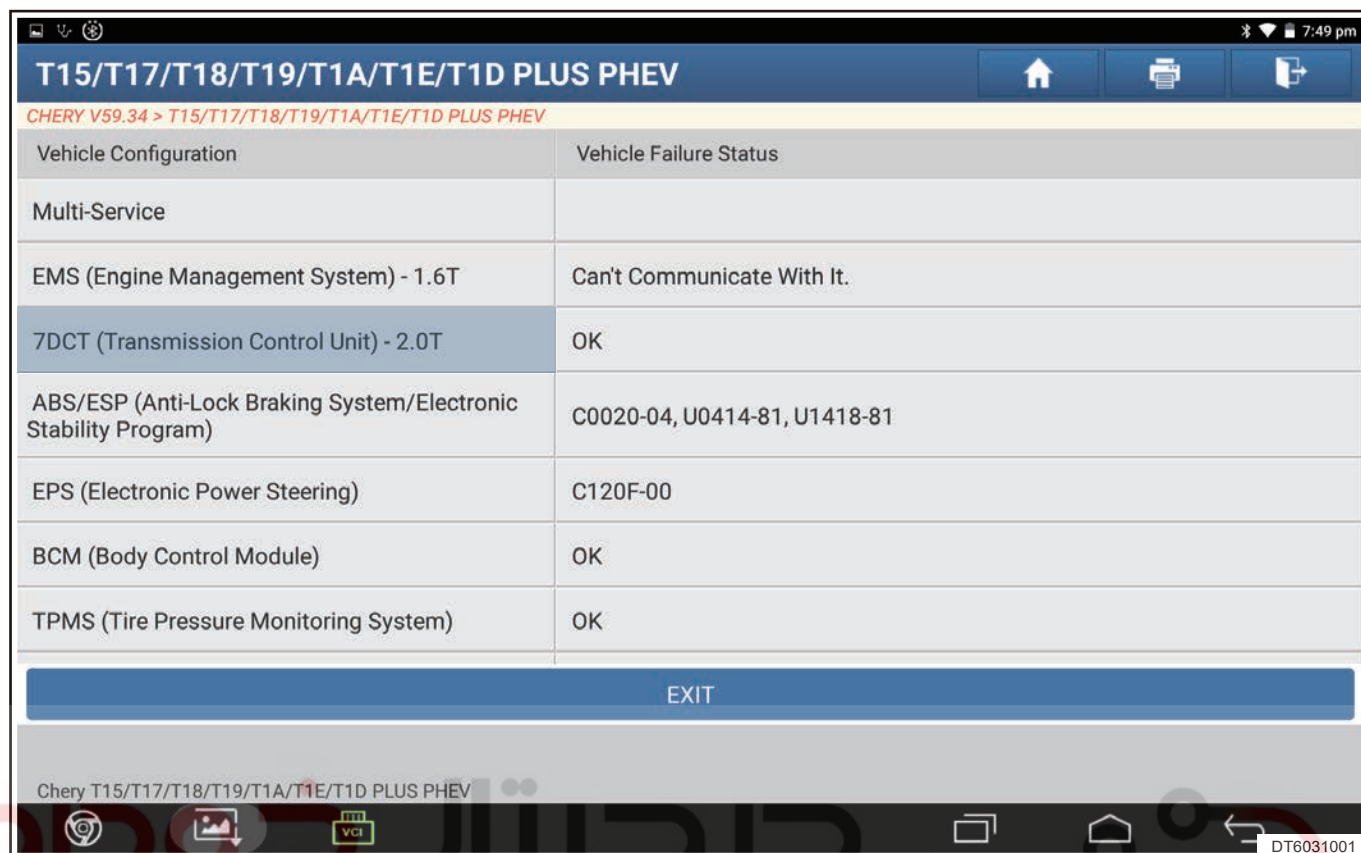 7:49 pm
T15/T17/T18/T19/T1A/T1E/T1D PLUS PHEV
CHERY V59.34 > T15/T17/T18/T19/T1A/T1E/T1D PLUS PHEV
Vehicle Configuration
Vehicle Failure Status
Multi-Service
EMS (Engine Management System) - 1.6T
Can't Communicate With It.
7DCT (Transmission Control Unit) - 2.0T
OK
ABS/ESP (Anti-Lock Braking System/Electronic
Stability Program)
C0020-04, U0414-81, U1418-81
EPS (Electronic Power Steering)
C120F-00
BCM (Body Control Module)
OK
TPMS (Tire Pressure Monitoring System)
OK
EXIT
Chery T15/T17/T18/T19/T1A/T1E/T1D PLUS PHEV
VCI
DT6031001